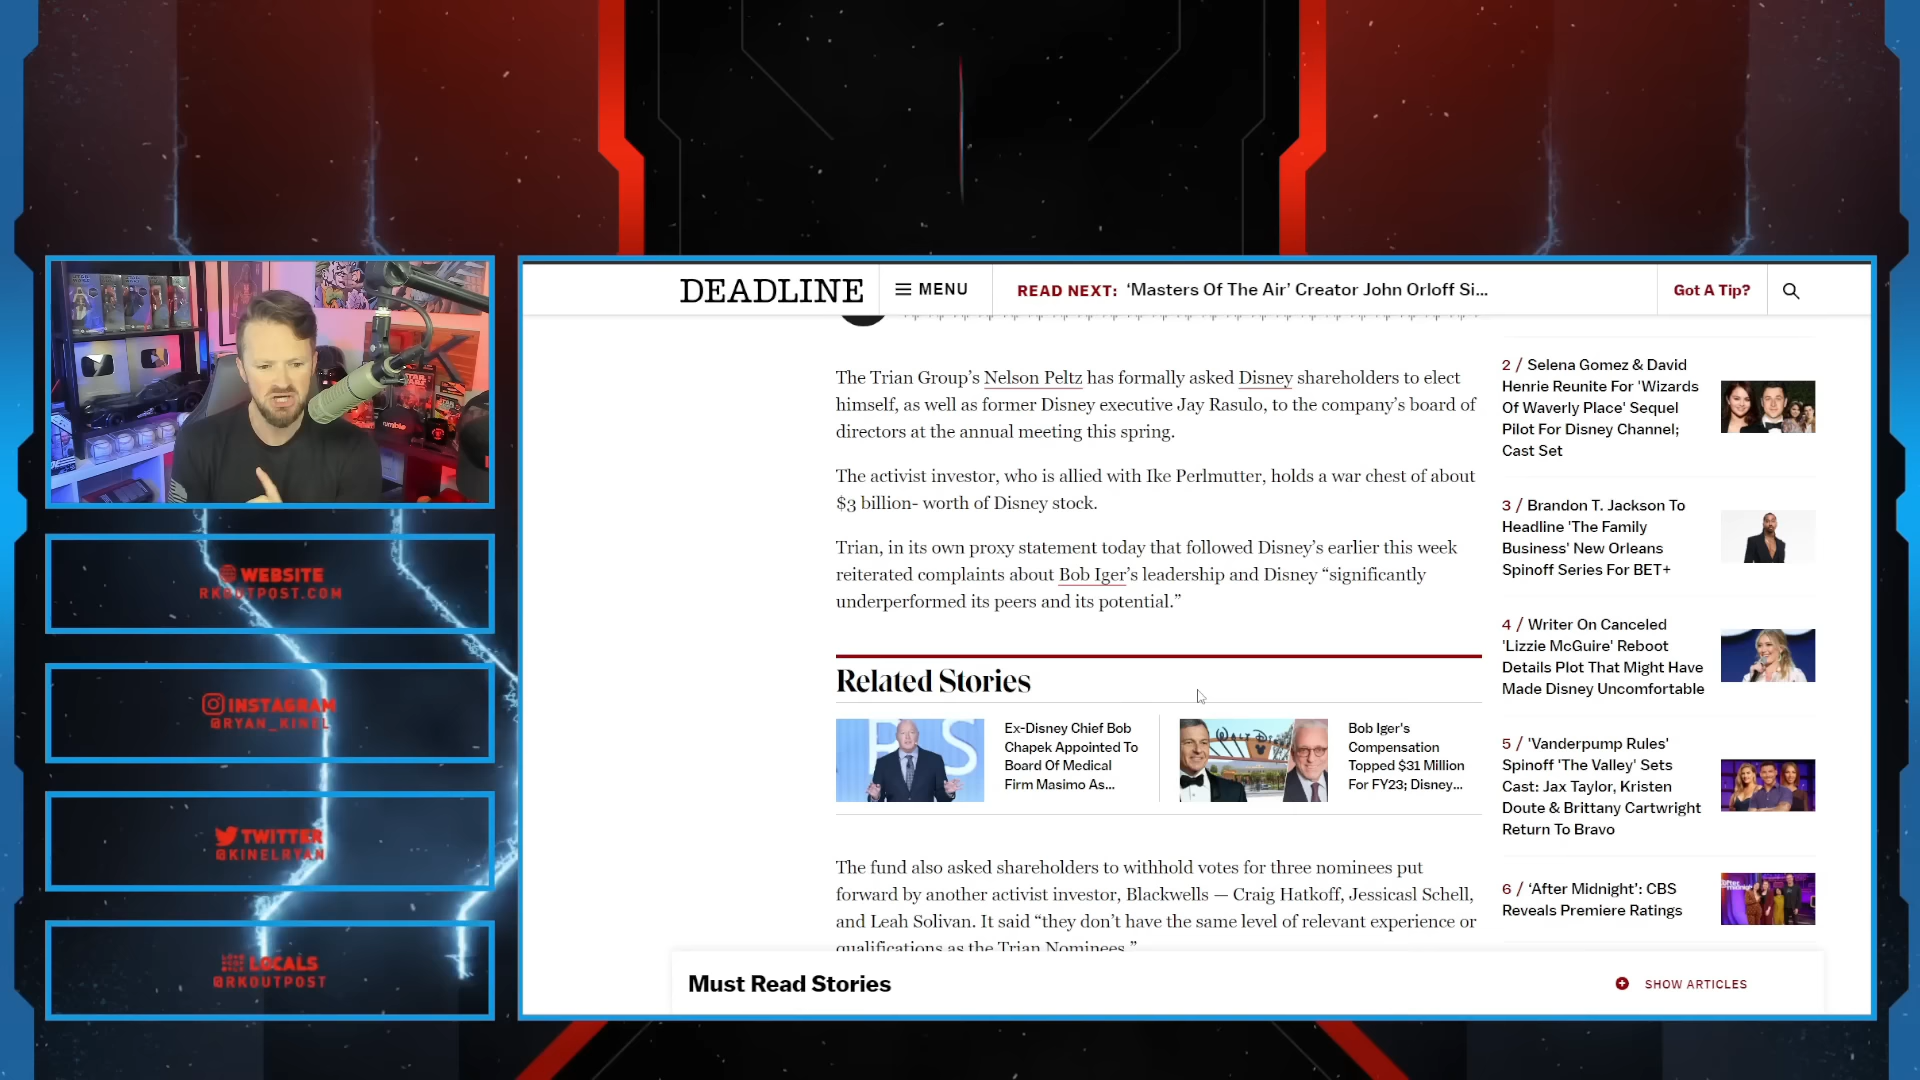 WEBSITE
RKOUTPOST.COM
INSTAGRAM
@RYAN_KINEL
TWITTER
@KINELRYAN
LOCALS
@RKOUTPOST
DEADLINE
MENU
READ NEXT: ‘Masters Of The Air’ Creator John Orloff Si...
Got A Tip?
The Trian Group’s Nelson Peltz has formally asked Disney shareholders to elect
himself, as well as former Disney executive Jay Rasulo, to the company’s board of
directors at the annual meeting this spring.
The activist investor, who is allied with Ike Perlmutter, holds a war chest of about
$3 billion- worth of Disney stock.
Trian, in its own proxy statement today that followed Disney’s earlier this week
reiterated complaints about Bob Iger’s leadership and Disney “significantly
underperformed its peers and its potential.”
Related Stories
Ex-Disney Chief Bob
Chapek Appointed To
Board Of Medical
Firm Masimo As...
Bob Iger's
Compensation
Topped $31 Million
For FY23; Disney...
The fund also asked shareholders to withhold votes for three nominees put
forward by another activist investor, Blackwells — Craig Hatkoff, Jessicasl Schell,
and Leah Solivan. It said “they don’t have the same level of relevant experience or
qualifications as the Trian Nominees.”
2 / Selena Gomez & David
Henrie Reunite For 'Wizards
Of Waverly Place' Sequel
Pilot For Disney Channel;
Cast Set
3 / Brandon T. Jackson To
Headline 'The Family
Business' New Orleans
Spinoff Series For BET+
4 / Writer On Canceled
'Lizzie McGuire' Reboot
Details Plot That Might Have
Made Disney Uncomfortable
5 / 'Vanderpump Rules'
Spinoff 'The Valley' Sets
Cast: Jax Taylor, Kristen
Doute & Brittany Cartwright
Return To Bravo
6 / ‘After Midnight’: CBS
Reveals Premiere Ratings
Must Read Stories
SHOW ARTICLES